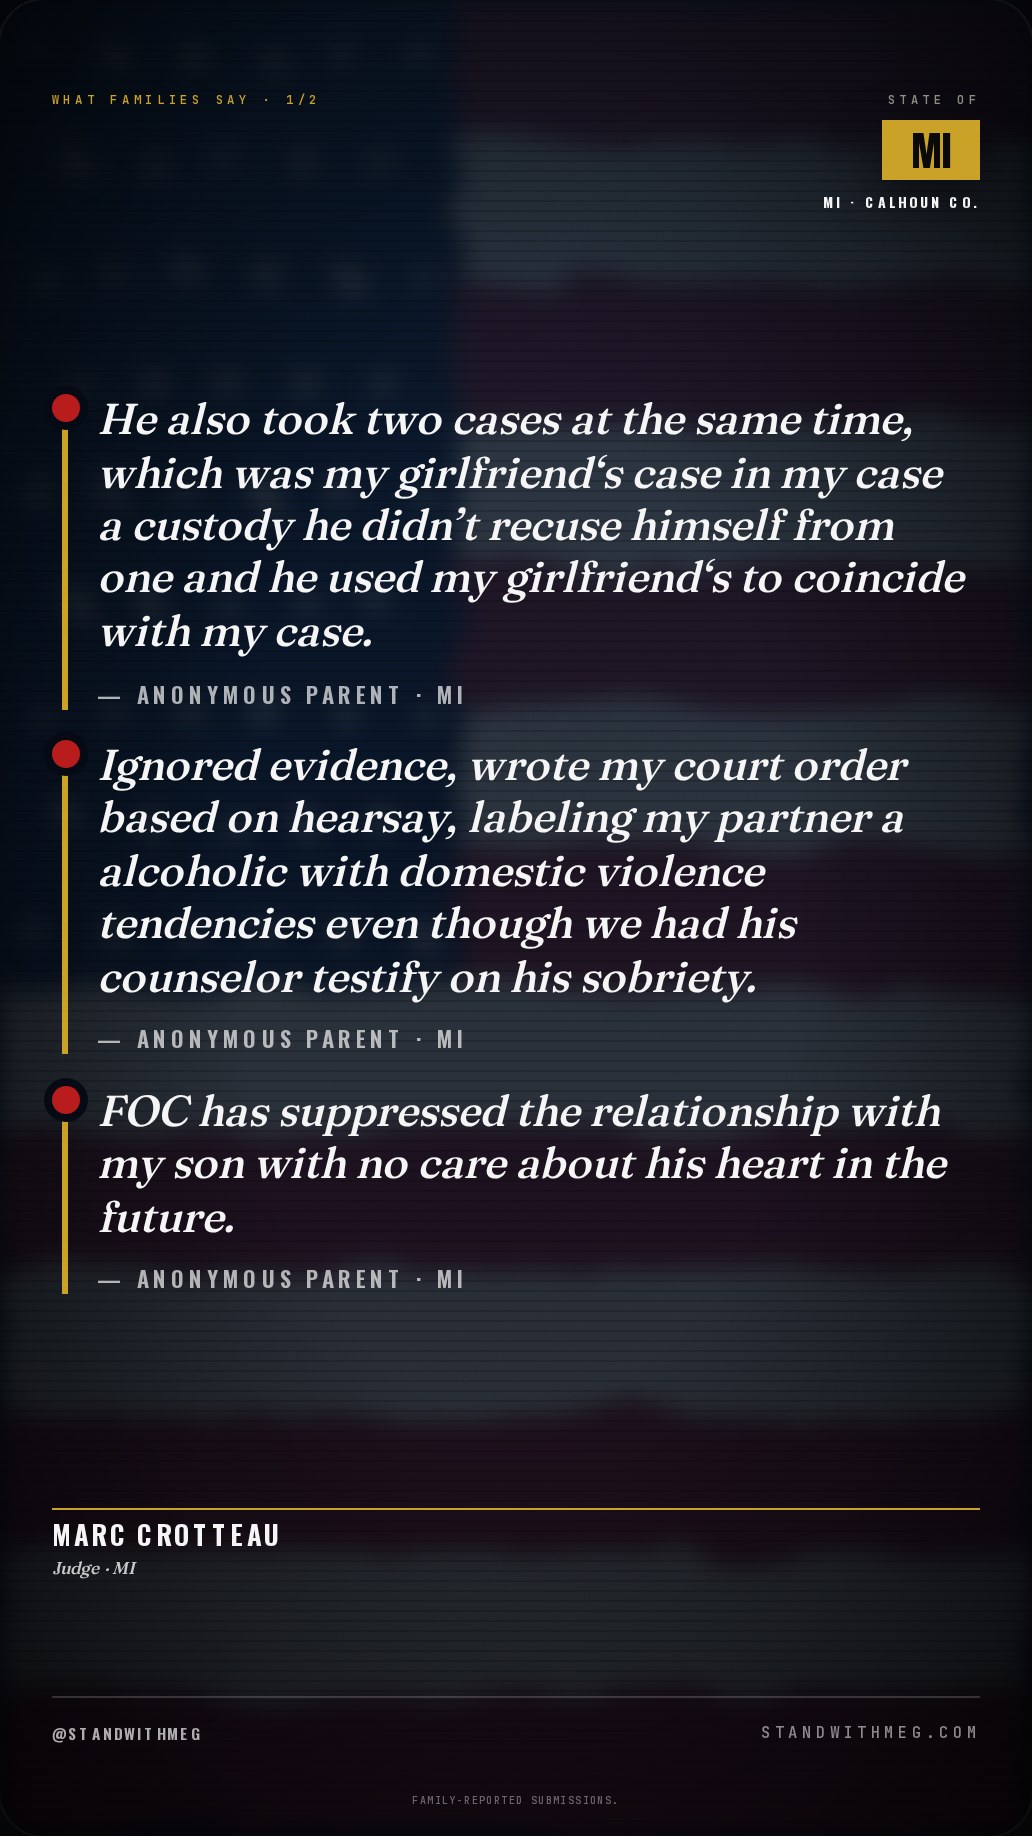 WHAT FAMILIES SAY · 1/2
STATE OF
MI
MI · CALHOUN CO.
He also took two cases at the same time,
which was my girlfriend‘s case in my case
a custody he didn’t recuse himself from
one and he used my girlfriend‘s to coincide
with my case.
— ANONYMOUS PARENT · MI
Ignored evidence, wrote my court order
based on hearsay, labeling my partner a
alcoholic with domestic violence
tendencies even though we had his
counselor testify on his sobriety.
— ANONYMOUS PARENT · MI
FOC has suppressed the relationship with
my son with no care about his heart in the
future.
— ANONYMOUS PARENT · MI
MARC CROTTEAU
Judge · MI
@STANDWITHMEG
STANDWITHMEG.COM
FAMILY-REPORTED SUBMISSIONS.